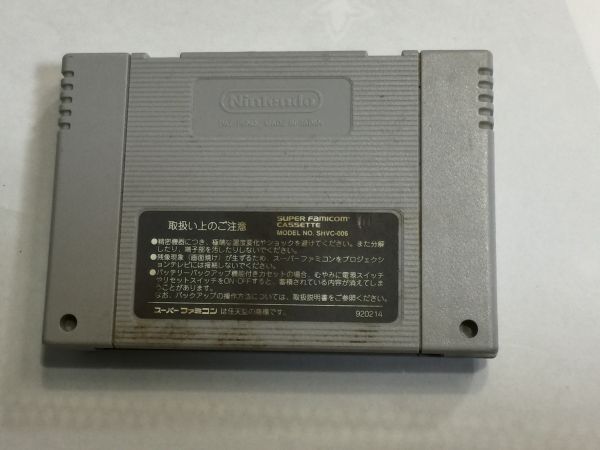 Nintendo
PAT. PEND. MADE IN JAPAN
取扱い上のご注意
SUPER FAMICOM™
CASSETTE
MODEL NO. SHVC-006
●精密機器につき、極端な温度変化やショックを避けてください。また分解
したり、端子部を汚したりしないでください。
●残像現象（画面焼け）が生ずるため、スーパーファミコンをプロジェク
ションテレビには接続しないでください。
●バッテリーバックアップ機能付きカセットの場合、むやみに電源スイッチ
やリセットスイッチをON・OFFすると、蓄積されている内容が消えてしま
うことがあります。
なお、バックアップの操作方法については、取扱説明書をご参照ください。
スーパーファミコン は任天堂の商標です。
920214